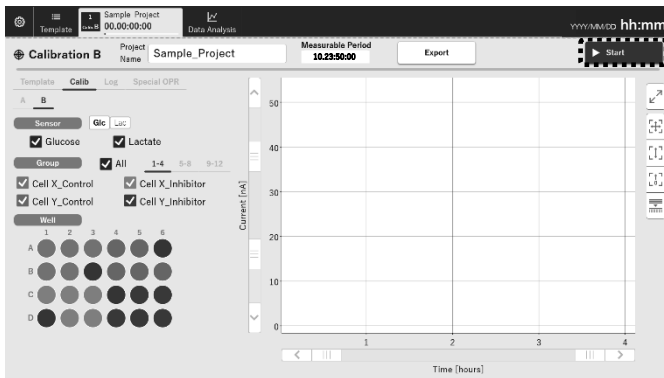 Template
1
Calib. B
Sample Project
00.00:00:00
Data Analysis
YYYY/MM/DD hh:mm
Calibration B
Project Name
Sample_Project
Measurable Period
10.23:50:00
Export
Start
Template Calib Log Special OPR
A B
Sensor Glc Lac
Glucose Lactate
Group All 1-4 5-8 9-12
Cell X_Control Cell X_Inhibitor
Cell Y_Control Cell Y_Inhibitor
Well
1 2 3 4 5 6
A
B
C
D
Current [nA]
50
40
30
20
10
0
1 2 3 4
Time [hours]